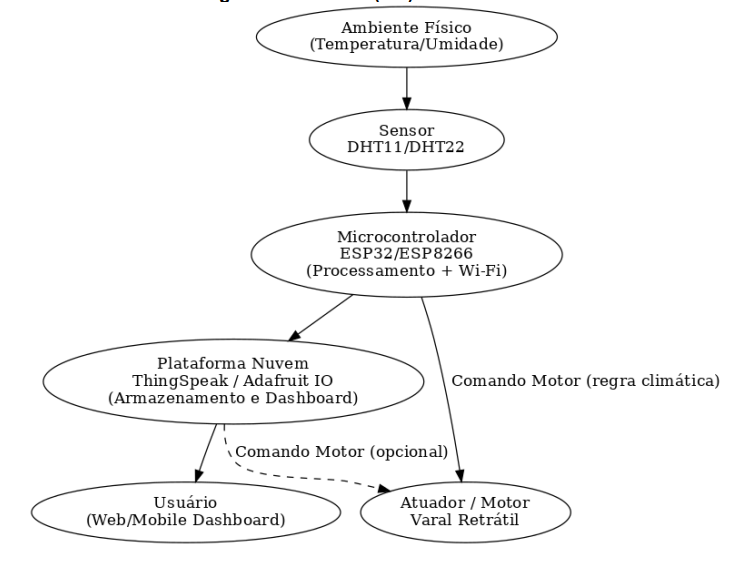 Ambiente Físico
(Temperatura/Umidade)
Sensor
DHT11/DHT22
Microcontrolador
ESP32/ESP8266
(Processamento + Wi-Fi)
Plataforma Nuvem
ThingSpeak / Adafruit IO
(Armazenamento e Dashboard)
Comando Motor (regra climática)
Comando Motor (opcional)
Usuário
(Web/Mobile Dashboard)
Atuador / Motor
Varal Retrátil